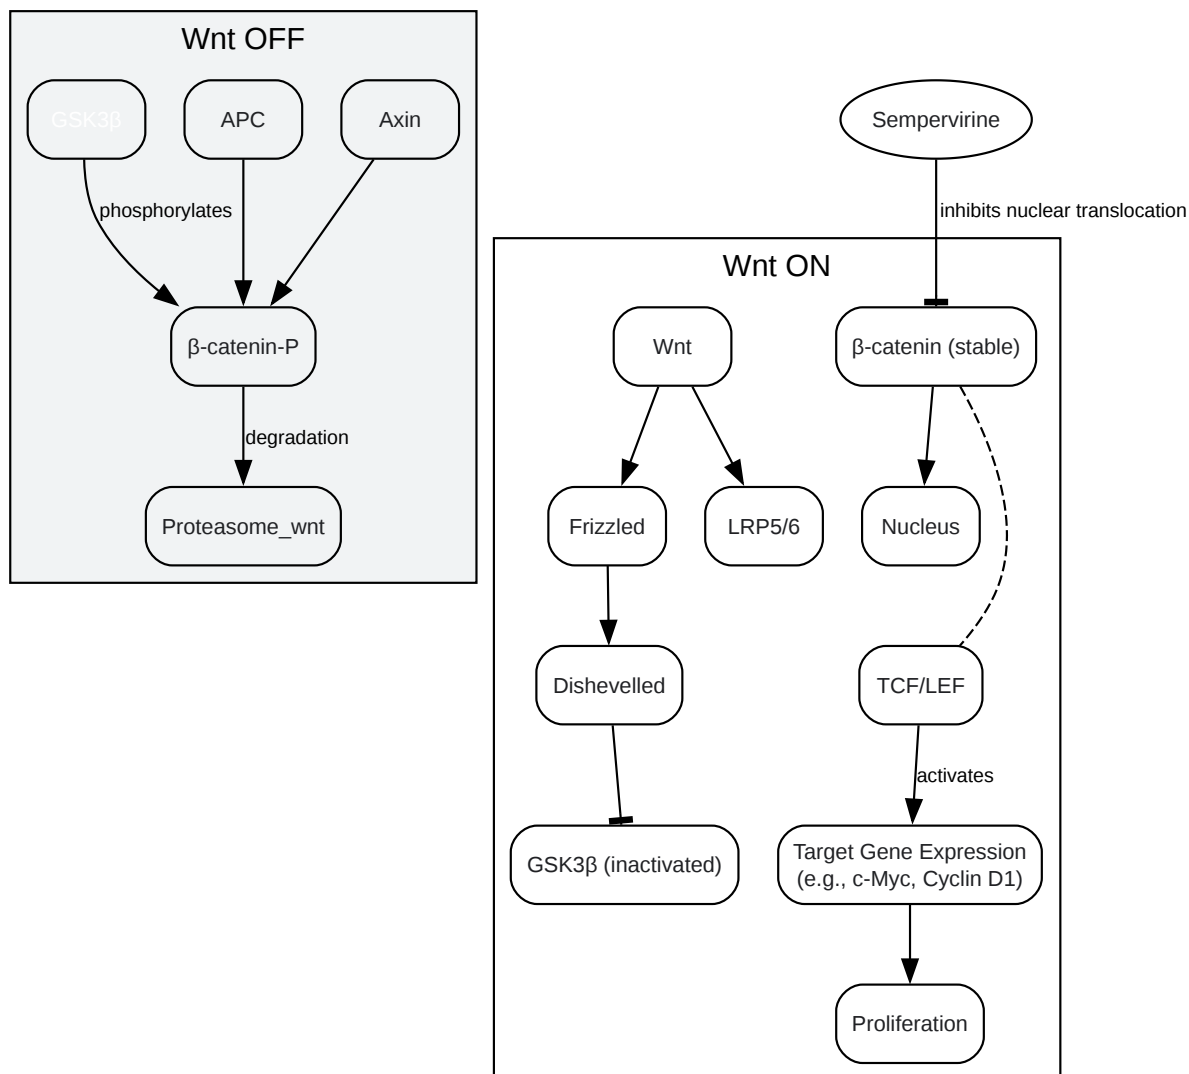 Wnt OFF
GSK3β
APC
Axin
Sempervirine
phosphorylates
inhibits nuclear translocation
Wnt ON
β-catenin-P
Wnt
β-catenin (stable)
degradation
Proteasome_wnt
Frizzled
LRP5/6
Nucleus
Dishevelled
TCF/LEF
activates
GSK3β (inactivated)
Target Gene Expression
(e.g., c-Myc, Cyclin D1)
Proliferation